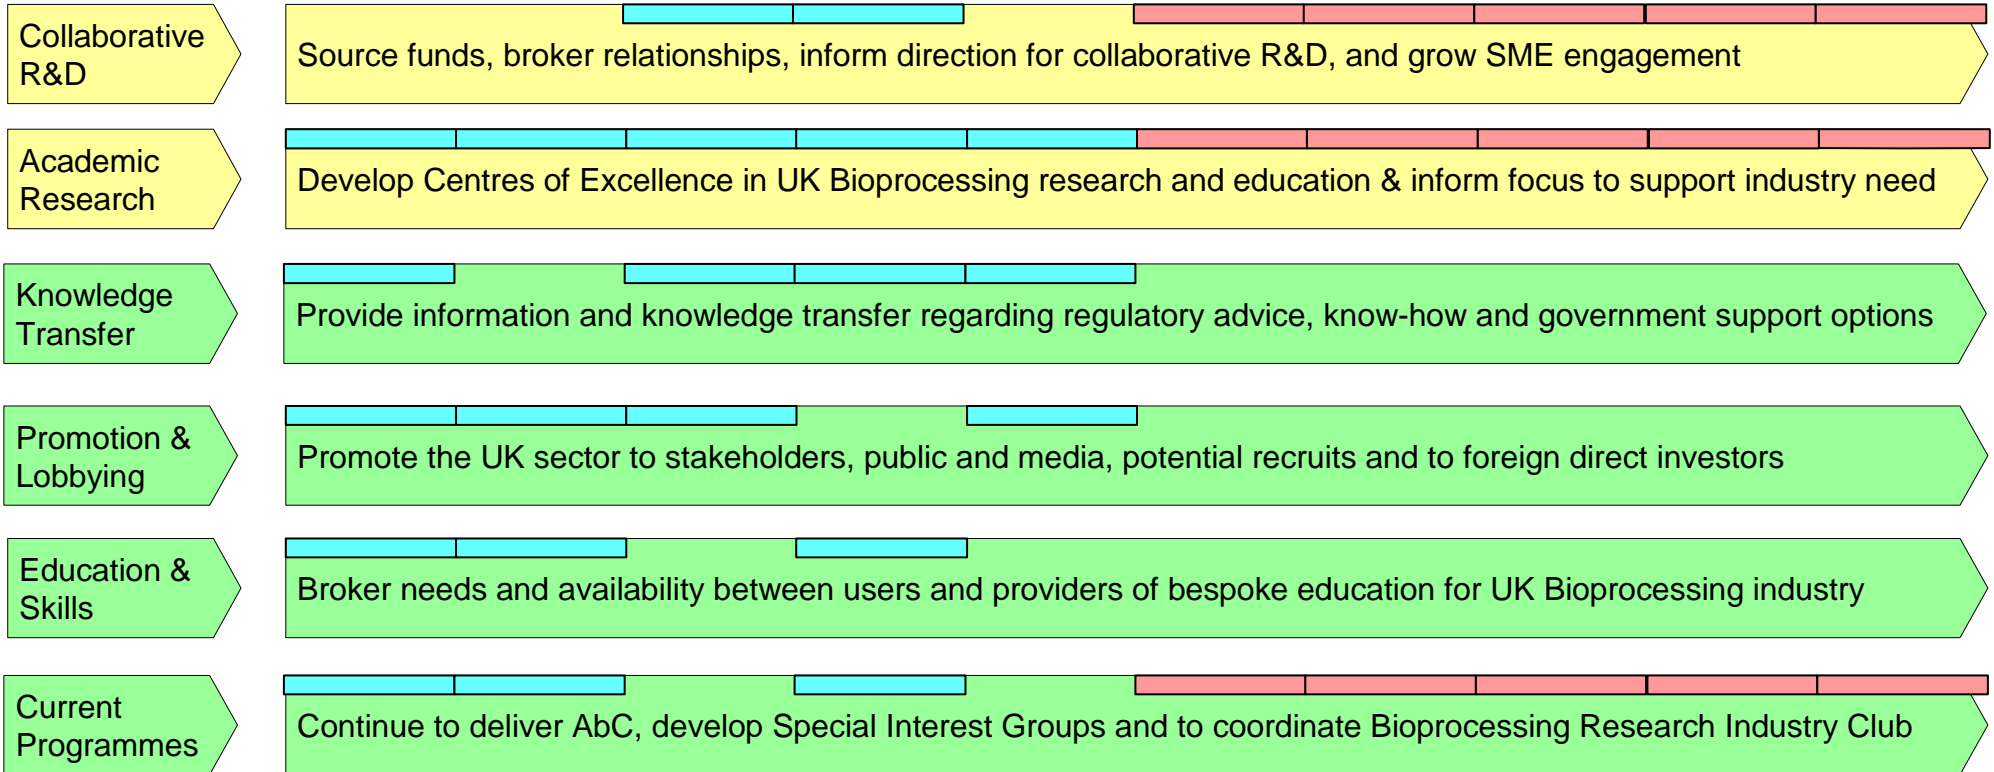 Collaborative
R&D
Source funds, broker relationships, inform direction for collaborative R&D, and grow SME engagement
Academic
Research
Develop Centres of Excellence in UK Bioprocessing research and education & inform focus to support industry need
Knowledge
Transfer
Provide information and knowledge transfer regarding regulatory advice, know-how and government support options
Promotion &
Lobbying
Promote the UK sector to stakeholders, public and media, potential recruits and to foreign direct investors
Education &
Skills
Broker needs and availability between users and providers of bespoke education for UK Bioprocessing industry
Current
Programmes
Continue to deliver AbC, develop Special Interest Groups and to coordinate Bioprocessing Research Industry Club